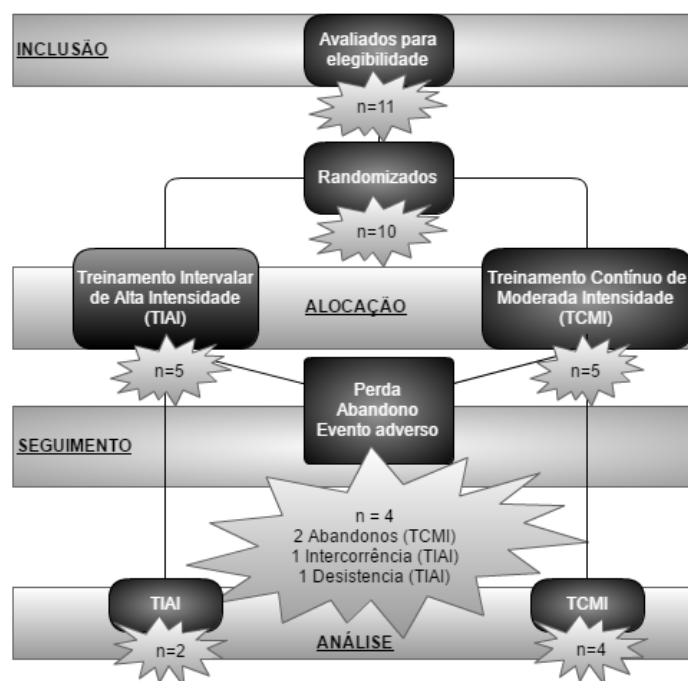 INCLUSÃO
Avaliados para
elegibilidade
n=11
Randomizados
n=10
Treinamento Intervalar
de Alta Intensidade
(TIAI)
n=5
ALOCAÇÃO
Treinamento Contínuo de
Moderada Intensidade
(TCMI)
n=5
Perda
Abandono
Evento adverso
SEGUIMENTO
n = 4
2 Abandonos (TCMI)
1 Intercorrência (TIAI)
1 Desistencia (TIAI)
TIAI
n=2
ANÁLISE
TCMI
n=4